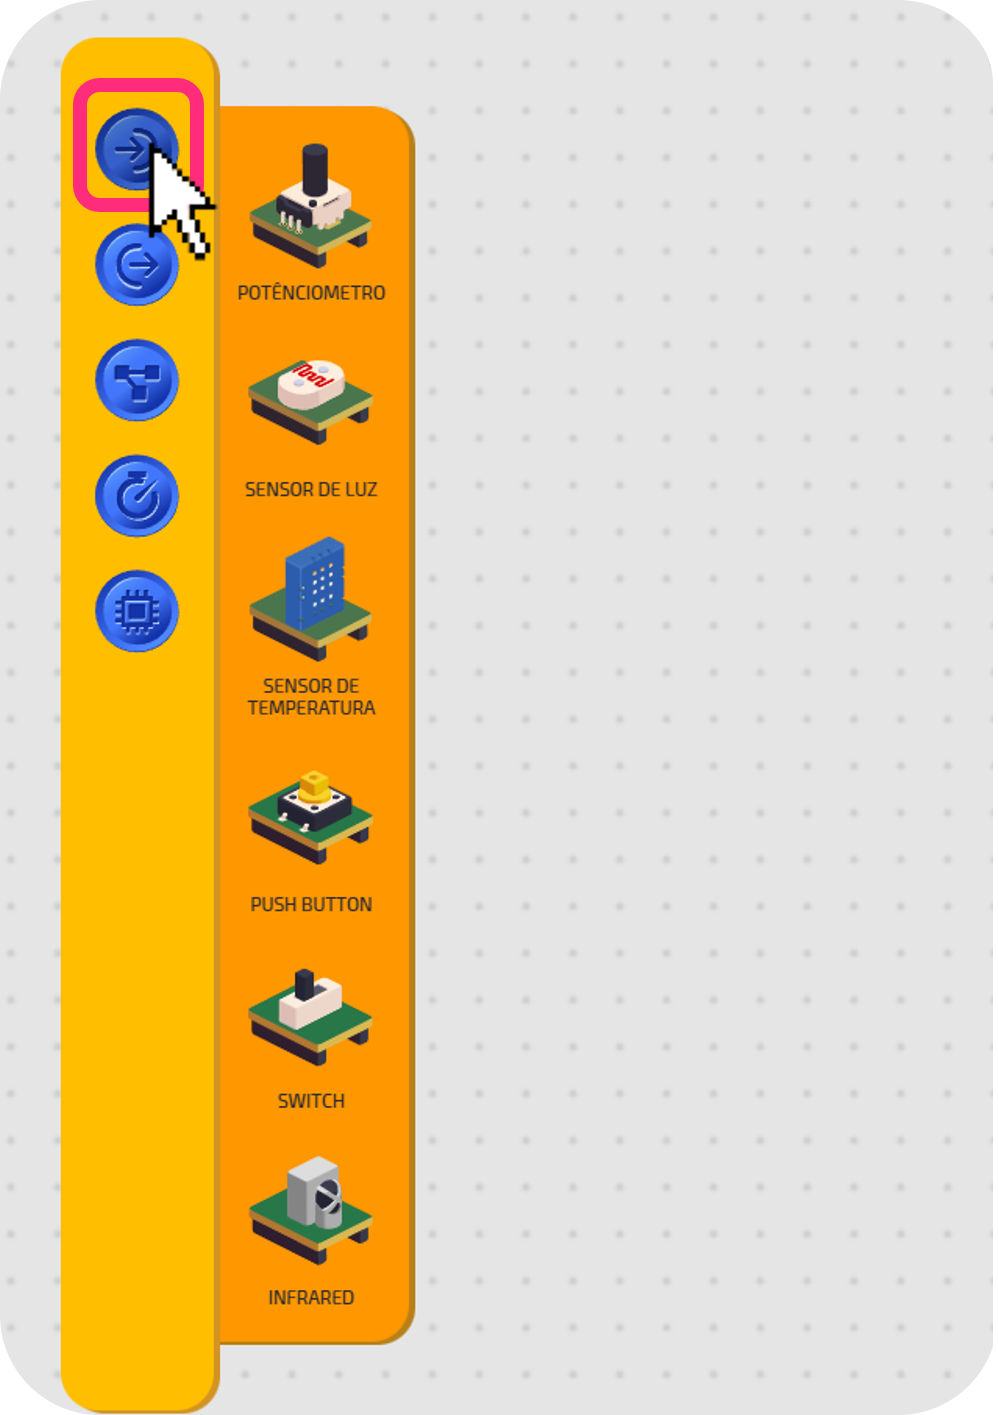 POTÊNCIOMETRO
SENSOR DE LUZ
SENSOR DE
TEMPERATURA
PUSH BUTTON
SWITCH
INFRARED